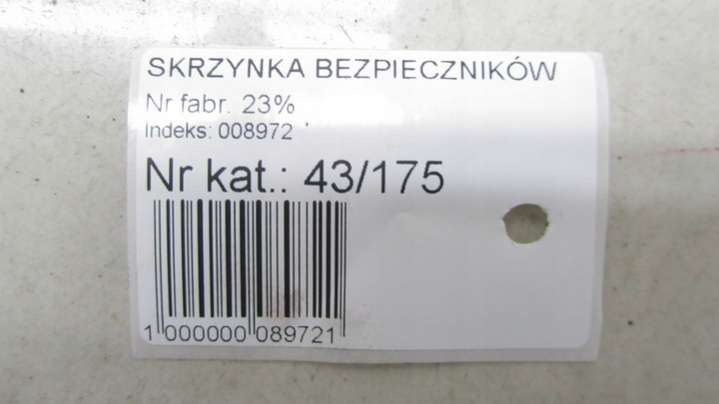 SKRZYNKA BEZPIECZNIKÓW
Nr fabr. 23%
Indeks: 008972
Nr kat.: 43/175
1 000000 089721